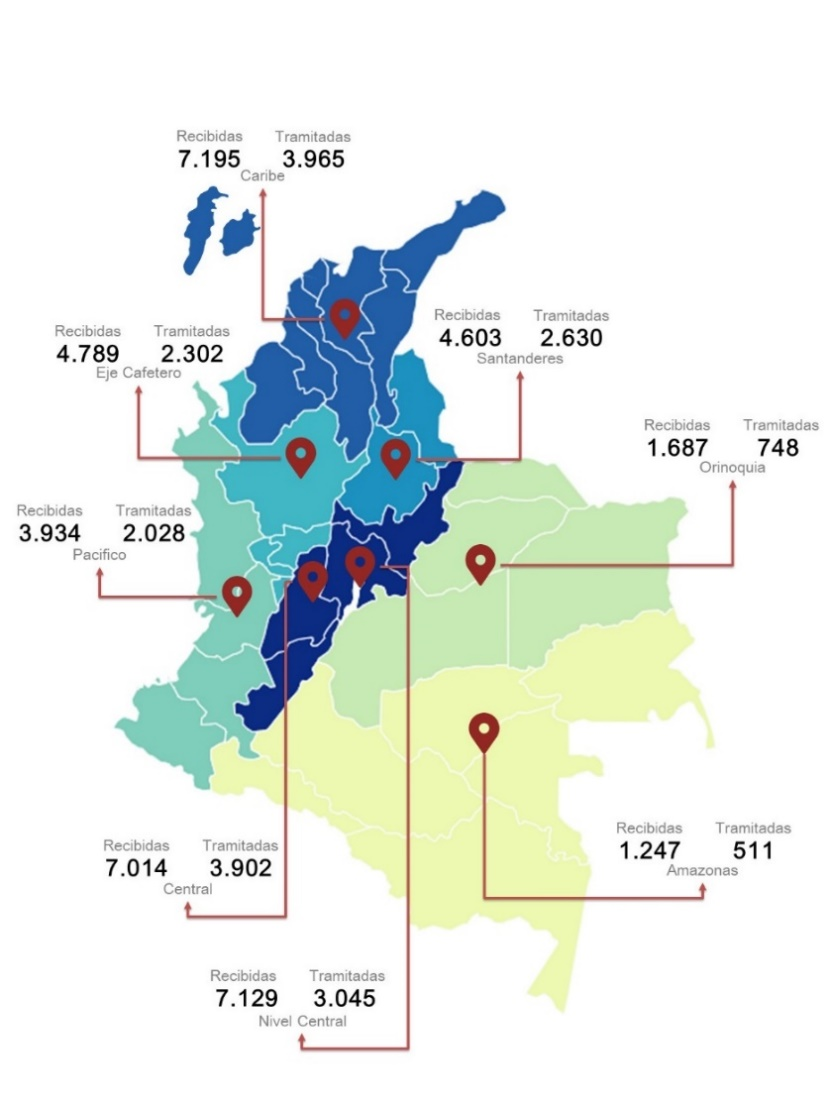 Recibidas Tramitadas
7.195 3.965
Caribe
Recibidas Tramitadas
4.603 2.630
Santanderes
Recibidas Tramitadas
4.789 2.302
Eje Cafetero
Recibidas Tramitadas
1.687 748
Orinoquia
Recibidas Tramitadas
3.934 2.028
Pacifico
Recibidas Tramitadas
1.247 511
Amazonas
Recibidas Tramitadas
7.014 3.902
Central
Recibidas Tramitadas
7.129 3.045
Nivel Central